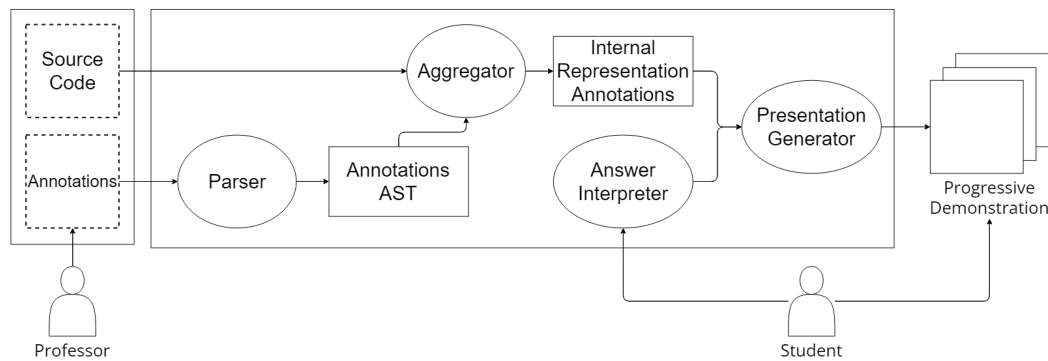 Source
Code
Annotations
Parser
Annotations
AST
Aggregator
Internal
Representation
Annotations
Answer
Interpreter
Presentation
Generator
Progressive
Demonstration
Professor
Student